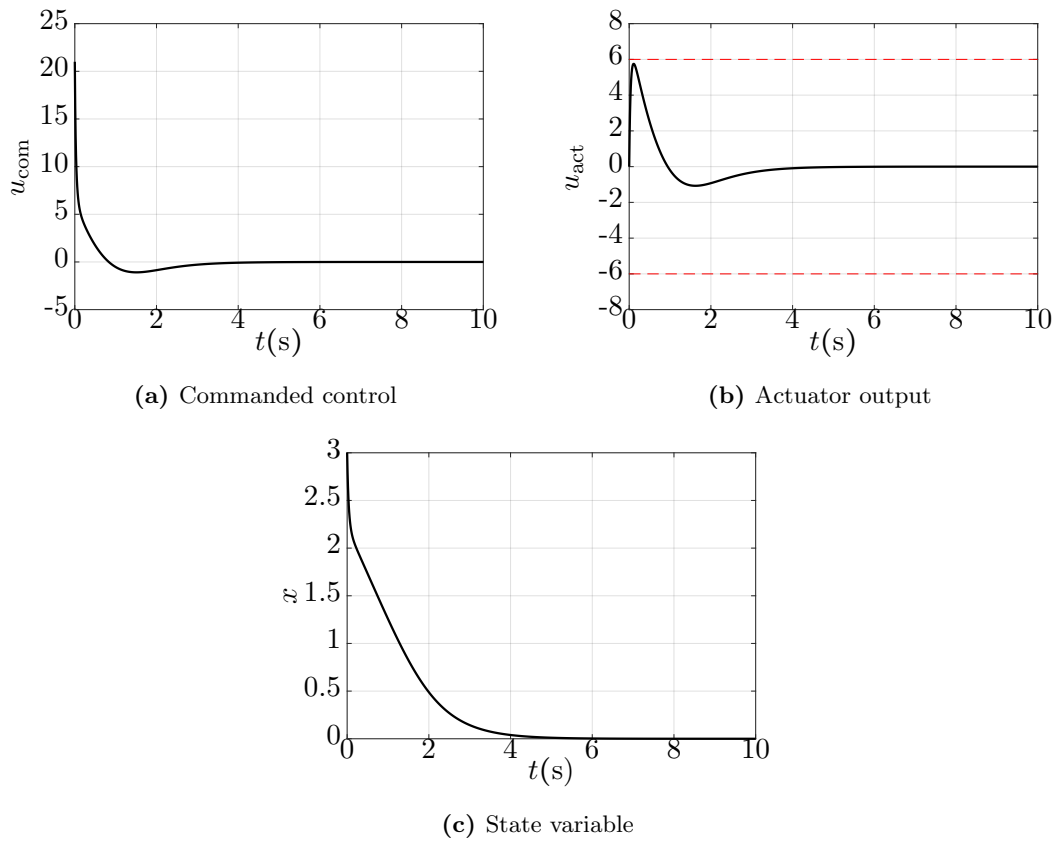 25
20
15
10
5
0
-5
u_com
0 2 4 6 8 10
t(s)
(a) Commanded control
8
6
4
2
0
-2
-4
-6
-8
u_act
0 2 4 6 8 10
t(s)
(b) Actuator output
3
2.5
2
1.5
1
0.5
0
x
0 2 4 6 8 10
t(s)
(c) State variable